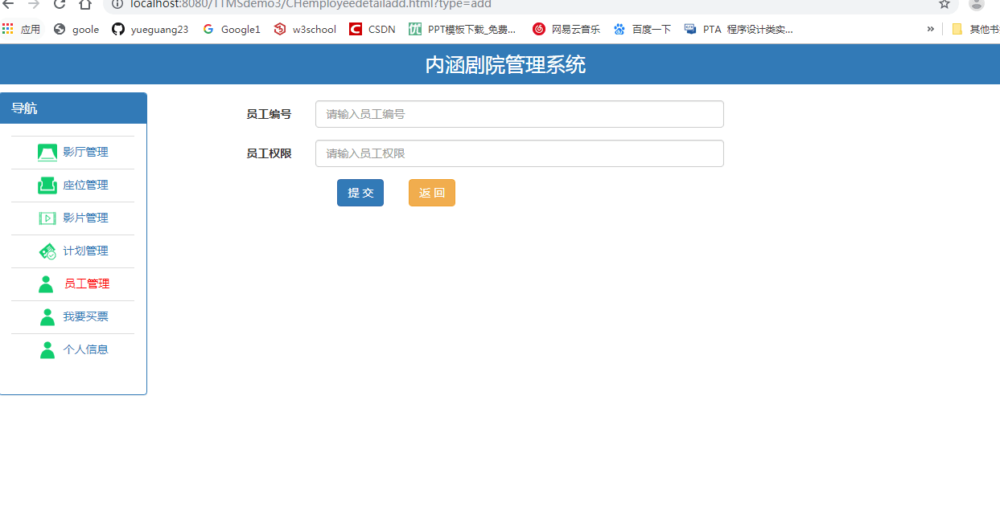 localhost:8080/TTMSdemo3/CHemployeedetailadd.html?type=add
应用 goole yueguang23 Google1 w3school CSDN PPT模板下载_免费... 网易云音乐 百度一下 PTA 程序设计类实... » 其他书
内涵剧院管理系统
导航
影厅管理
座位管理
影片管理
计划管理
员工管理
我要买票
个人信息
员工编号 请输入员工编号
员工权限 请输入员工权限
提 交 返 回